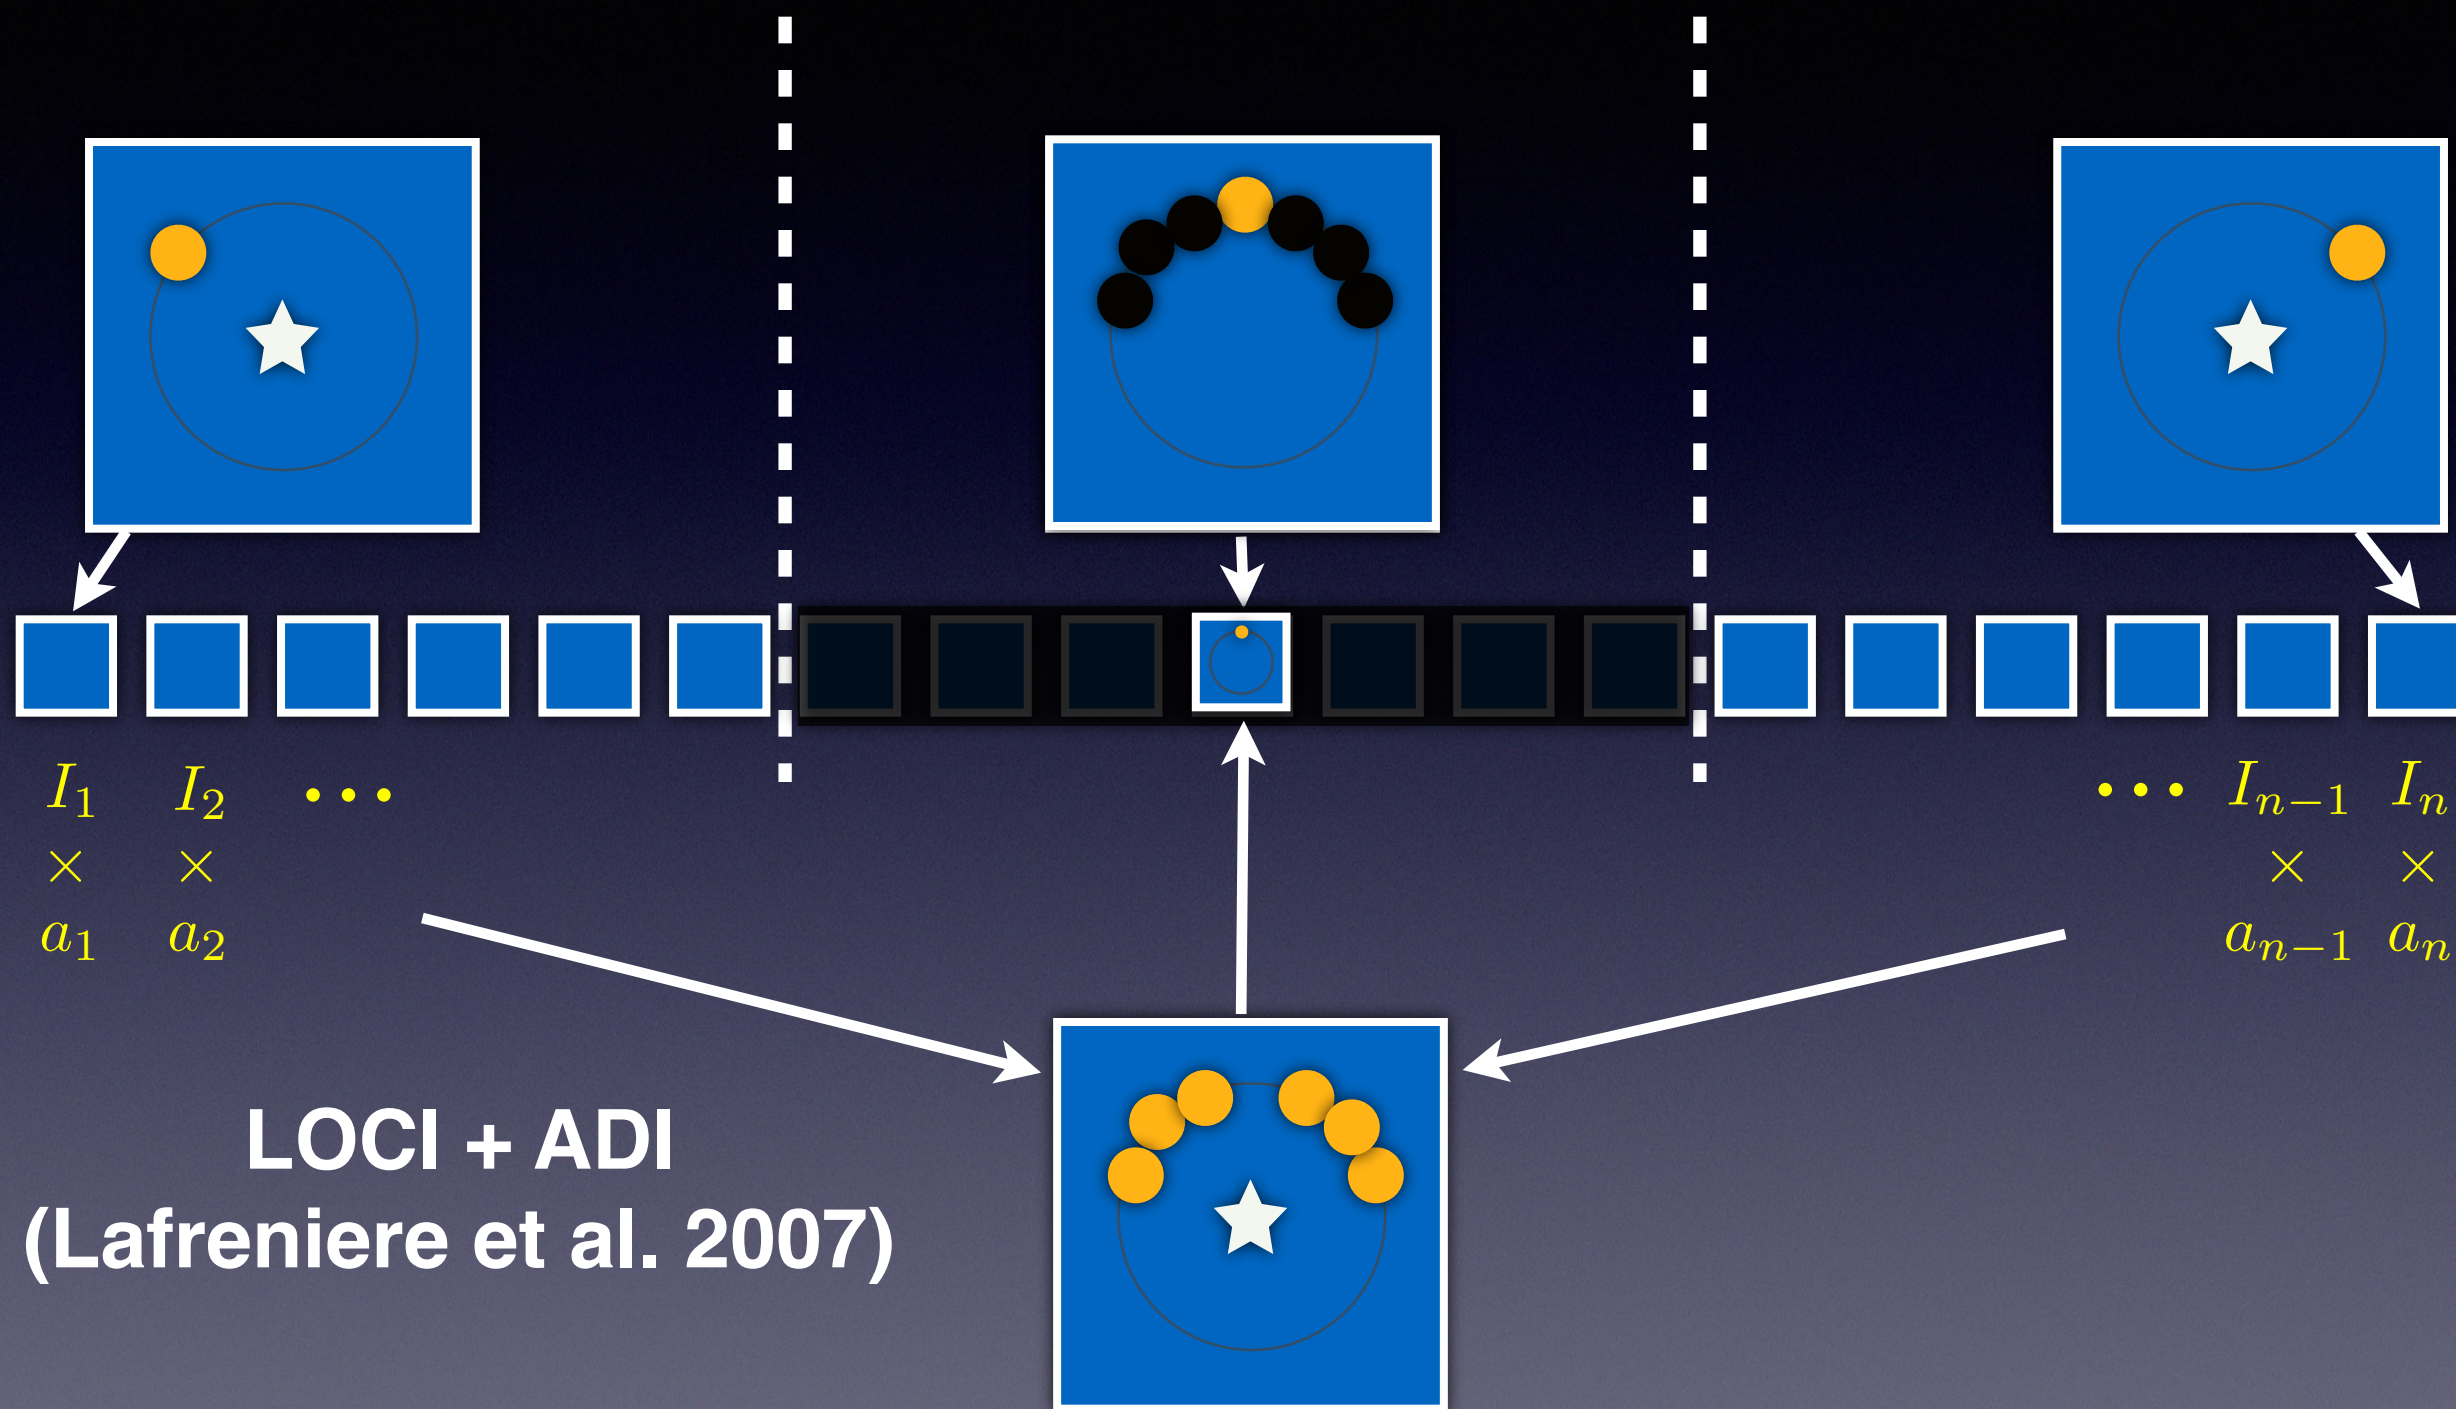 I₁ I₂ ··· ··· Iₙ₋₁ Iₙ
× × × ×
a₁ a₂ aₙ₋₁ aₙ
LOCI + ADI
(Lafreniere et al. 2007)